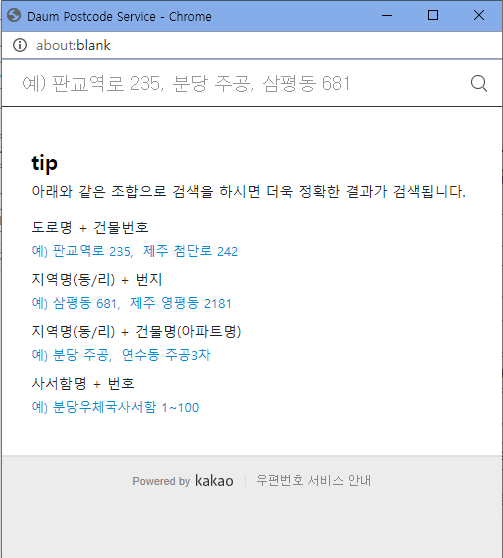 Daum Postcode Service - Chrome
about:blank
예) 판교역로 235, 분당 주공, 삼평동 681
tip
아래와 같은 조합으로 검색을 하시면 더욱 정확한 결과가 검색됩니다.
도로명 + 건물번호
예) 판교역로 235, 제주 첨단로 242
지역명(동/리) + 번지
예) 삼평동 681, 제주 영평동 2181
지역명(동/리) + 건물명(아파트명)
예) 분당 주공, 연수동 주공3차
사서함명 + 번호
예) 분당우체국사서함 1~100
Powered by kakao 우편번호 서비스 안내